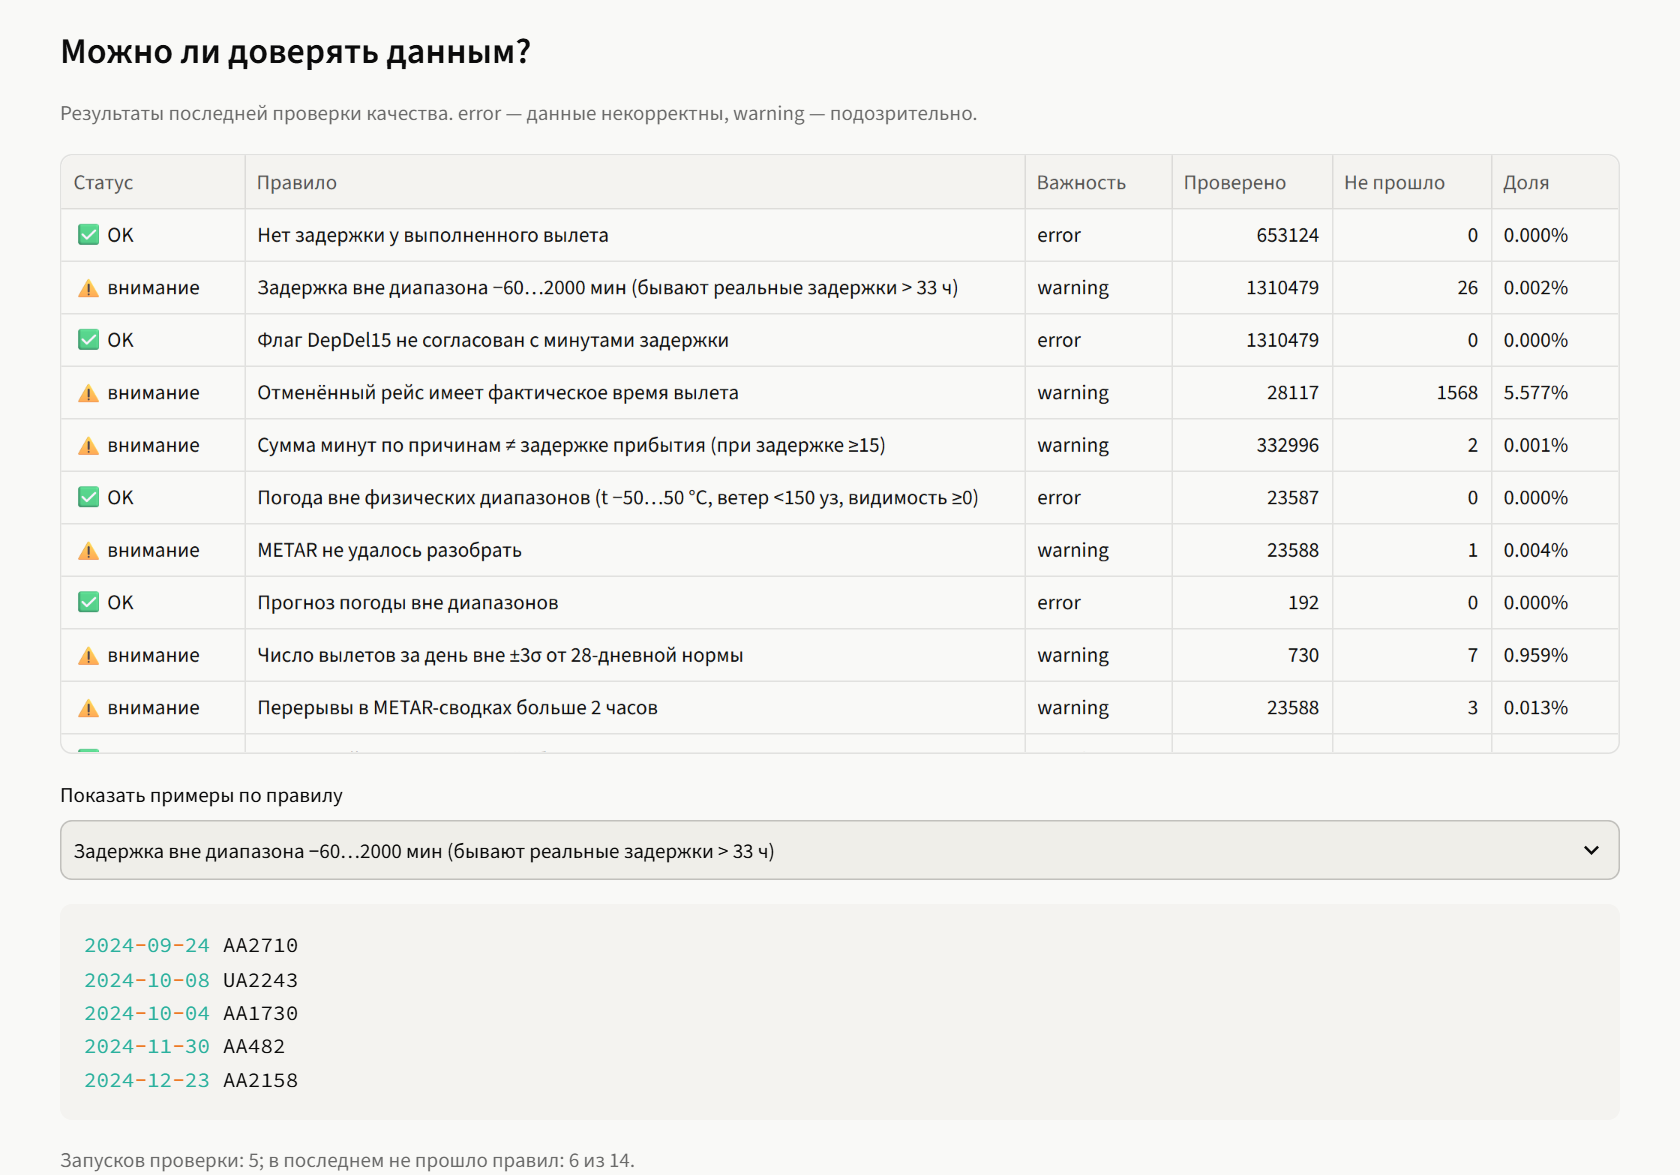 Можно ли доверять данным?
Результаты последней проверки качества. error — данные некорректны, warning — подозрительно.
Статус Правило Важность Проверено Не прошло Доля
OK Нет задержки у выполненного вылета error 653124 0 0.000%
внимание Задержка вне диапазона −60…2000 мин (бывают реальные задержки > 33 ч) warning 1310479 26 0.002%
OK Флаг DepDel15 не согласован с минутами задержки error 1310479 0 0.000%
внимание Отменённый рейс имеет фактическое время вылета warning 28117 1568 5.577%
внимание Сумма минут по причинам ≠ задержке прибытия (при задержке ≥15) warning 332996 2 0.001%
OK Погода вне физических диапазонов (t −50…50 °C, ветер <150 уз, видимость ≥0) error 23587 0 0.000%
внимание METAR не удалось разобрать warning 23588 1 0.004%
OK Прогноз погоды вне диапазонов error 192 0 0.000%
внимание Число вылетов за день вне ±3σ от 28-дневной нормы warning 730 7 0.959%
внимание Перерывы в METAR-сводках больше 2 часов warning 23588 3 0.013%
Показать примеры по правилу
Задержка вне диапазона −60…2000 мин (бывают реальные задержки > 33 ч)
2024-09-24 AA2710
2024-10-08 UA2243
2024-10-04 AA1730
2024-11-30 AA482
2024-12-23 AA2158
Запусков проверки: 5; в последнем не прошло правил: 6 из 14.